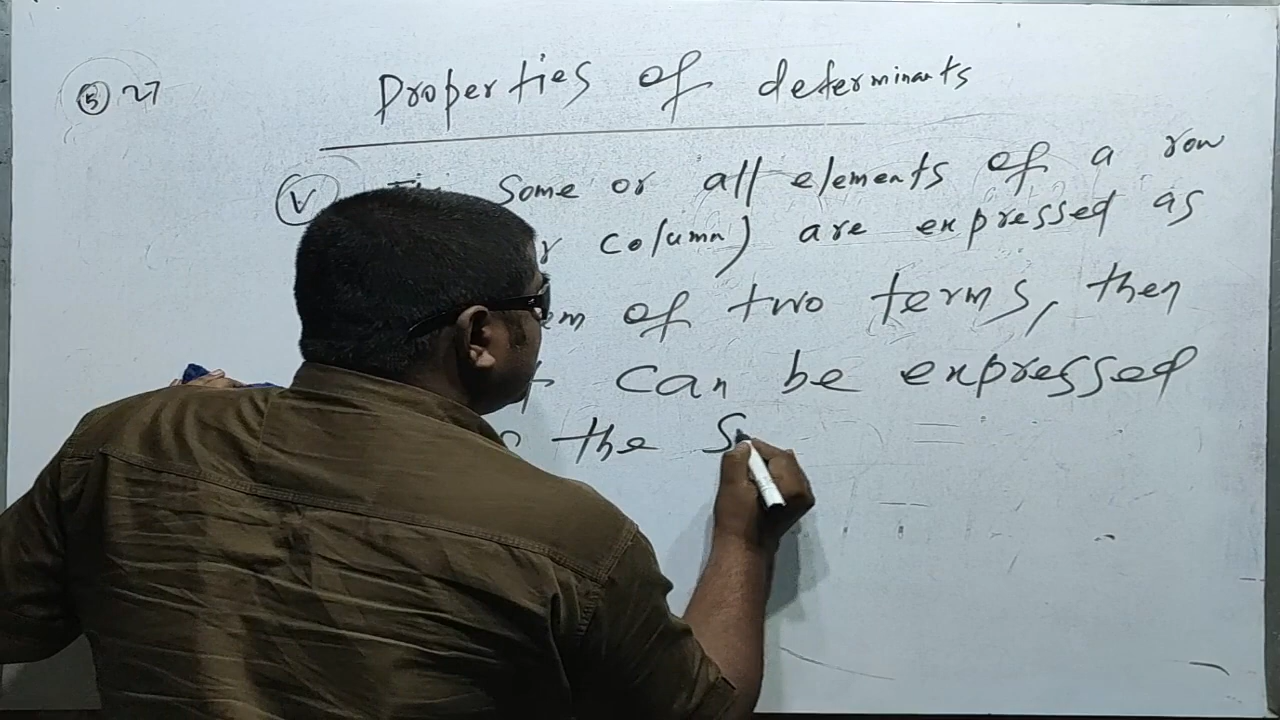 (5) 27
Properties of determinants
(V) Some or all elements of a row
column) are expressed as
of two terms, then
can be expressed
the S